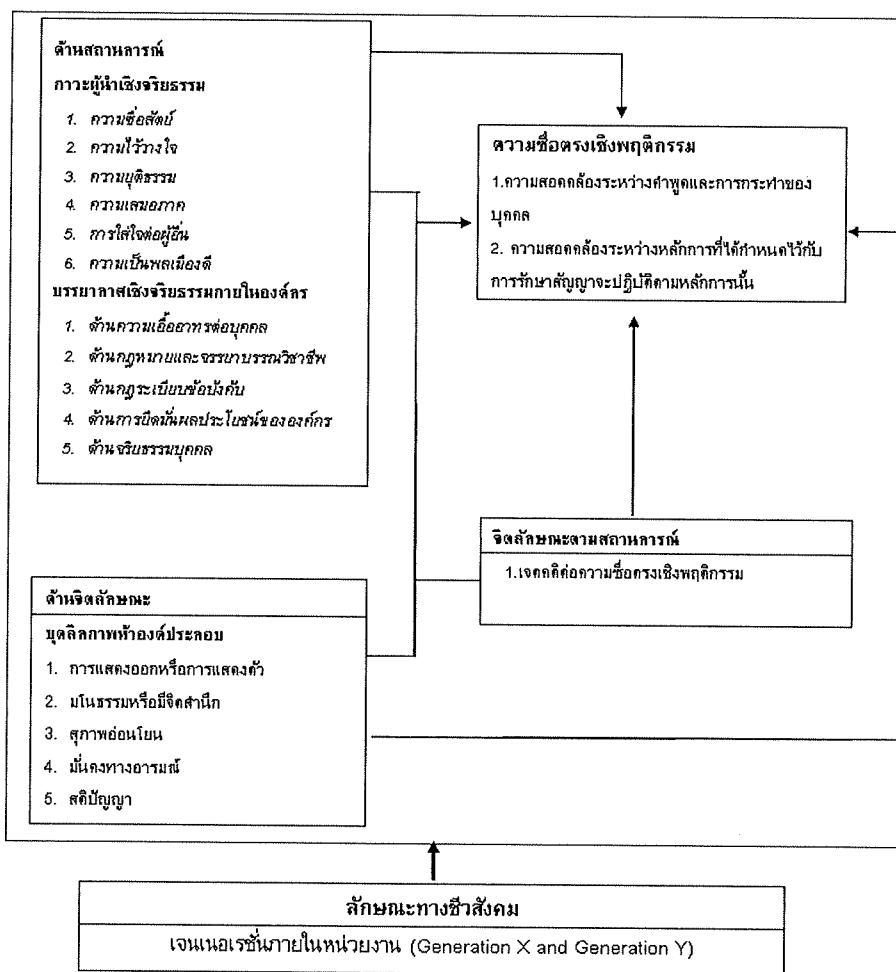 ด้านสถานการณ์
ภาวะผู้นำเชิงจริยธรรม
1. ความซื่อสัตย์
2. ความไว้วางใจ
3. ความยุติธรรม
4. ความเสมอภาค
5. การใส่ใจต่อผู้อื่น
6. ความเป็นพลเมืองดี
บรรยากาศเชิงจริยธรรมภายในองค์กร
1. ด้านความเอื้ออาทรต่อบุคคล
2. ด้านกฎหมายและจรรยาบรรณวิชาชีพ
3. ด้านกฎระเบียบข้อบังคับ
4. ด้านการยึดมั่นผลประโยชน์ขององค์กร
5. ด้านจริยธรรมบุคคล
ความซื่อตรงเชิงพฤติกรรม
1.ความสอดคล้องระหว่างคำพูดและการกระทำของ
บุคคล
2. ความสอดคล้องระหว่างหลักการที่ได้กำหนดไว้กับ
การรักษาสัญญาจะปฏิบัติตามหลักการนั้น
จิตลักษณะตามสถานการณ์
1.เจตคติต่อความซื่อตรงเชิงพฤติกรรม
ด้านจิตลักษณะ
บุคลิกภาพห้าองค์ประกอบ
1. การแสดงออกหรือการแสดงตัว
2. มโนธรรมหรือมีจิตสำนึก
3. สุภาพอ่อนโยน
4. มั่นคงทางอารมณ์
5. สติปัญญา
ลักษณะทางชีวสังคม
เจนเนอเรชั่นภายในหน่วยงาน (Generation X and Generation Y)